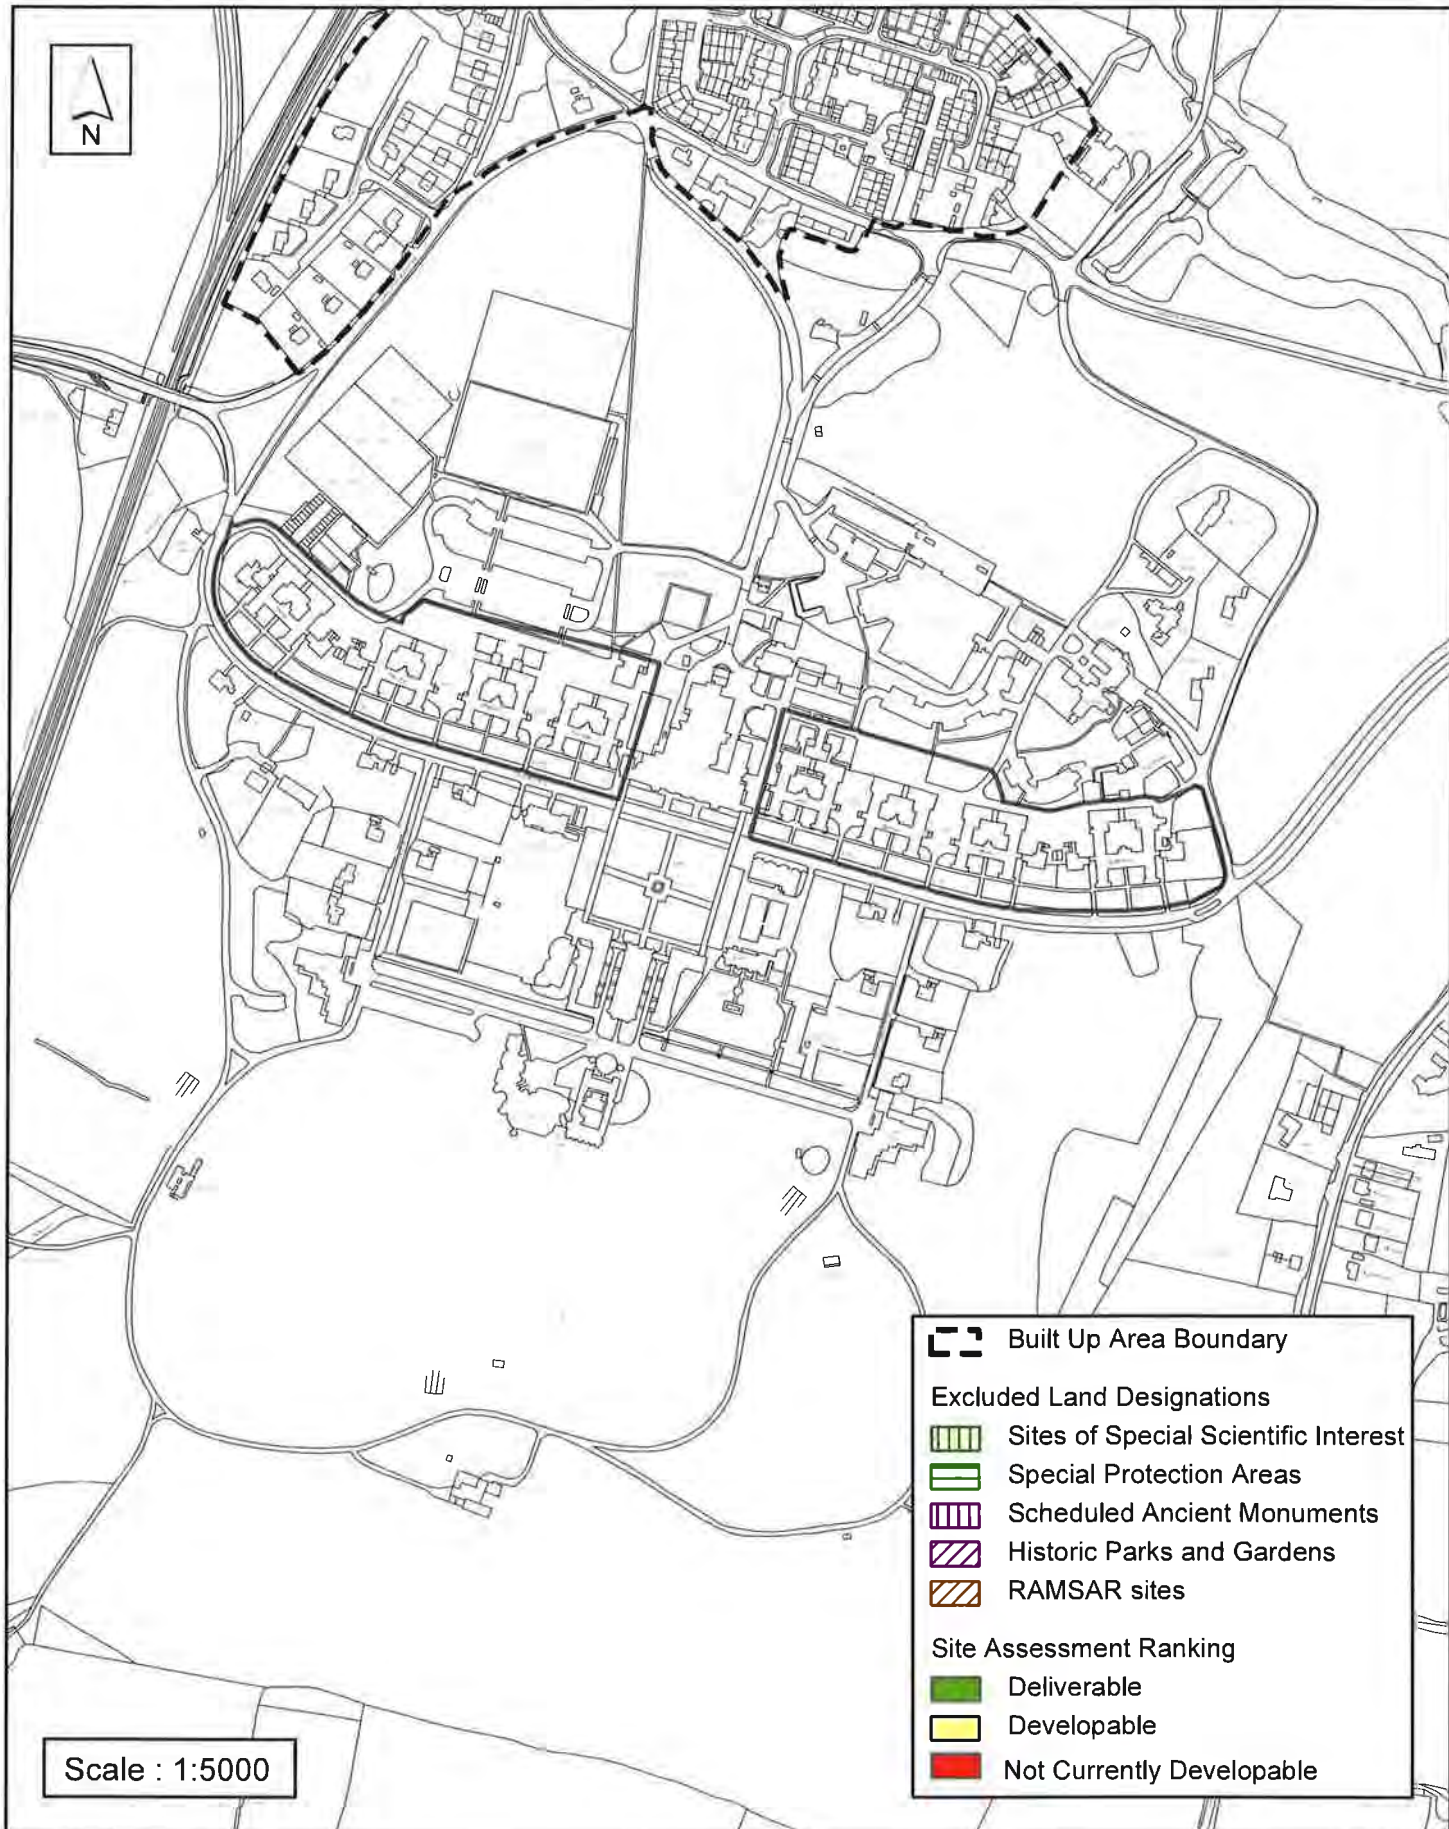 N
Built Up Area Boundary
Excluded Land Designations
Sites of Special Scientific Interest
Special Protection Areas
Scheduled Ancient Monuments
Historic Parks and Gardens
RAMSAR sites
Site Assessment Ranking
Deliverable
Developable
Not Currently Developable
Scale : 1:5000